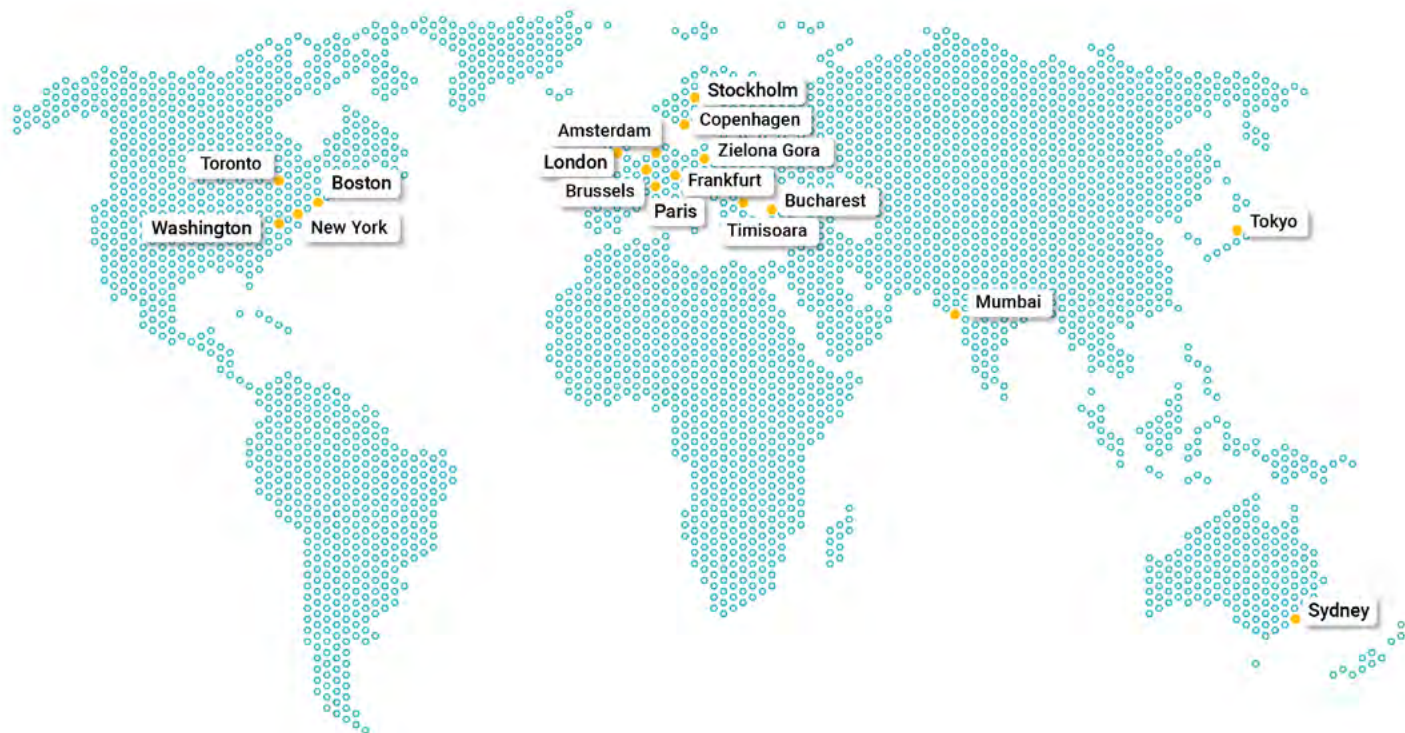 Stockholm
Copenhagen
Amsterdam
Zielona Gora
London
Toronto
Frankfurt
Boston
Brussels
Bucharest
Paris
Tokyo
Washington
New York
Timisoara
Mumbai
Sydney